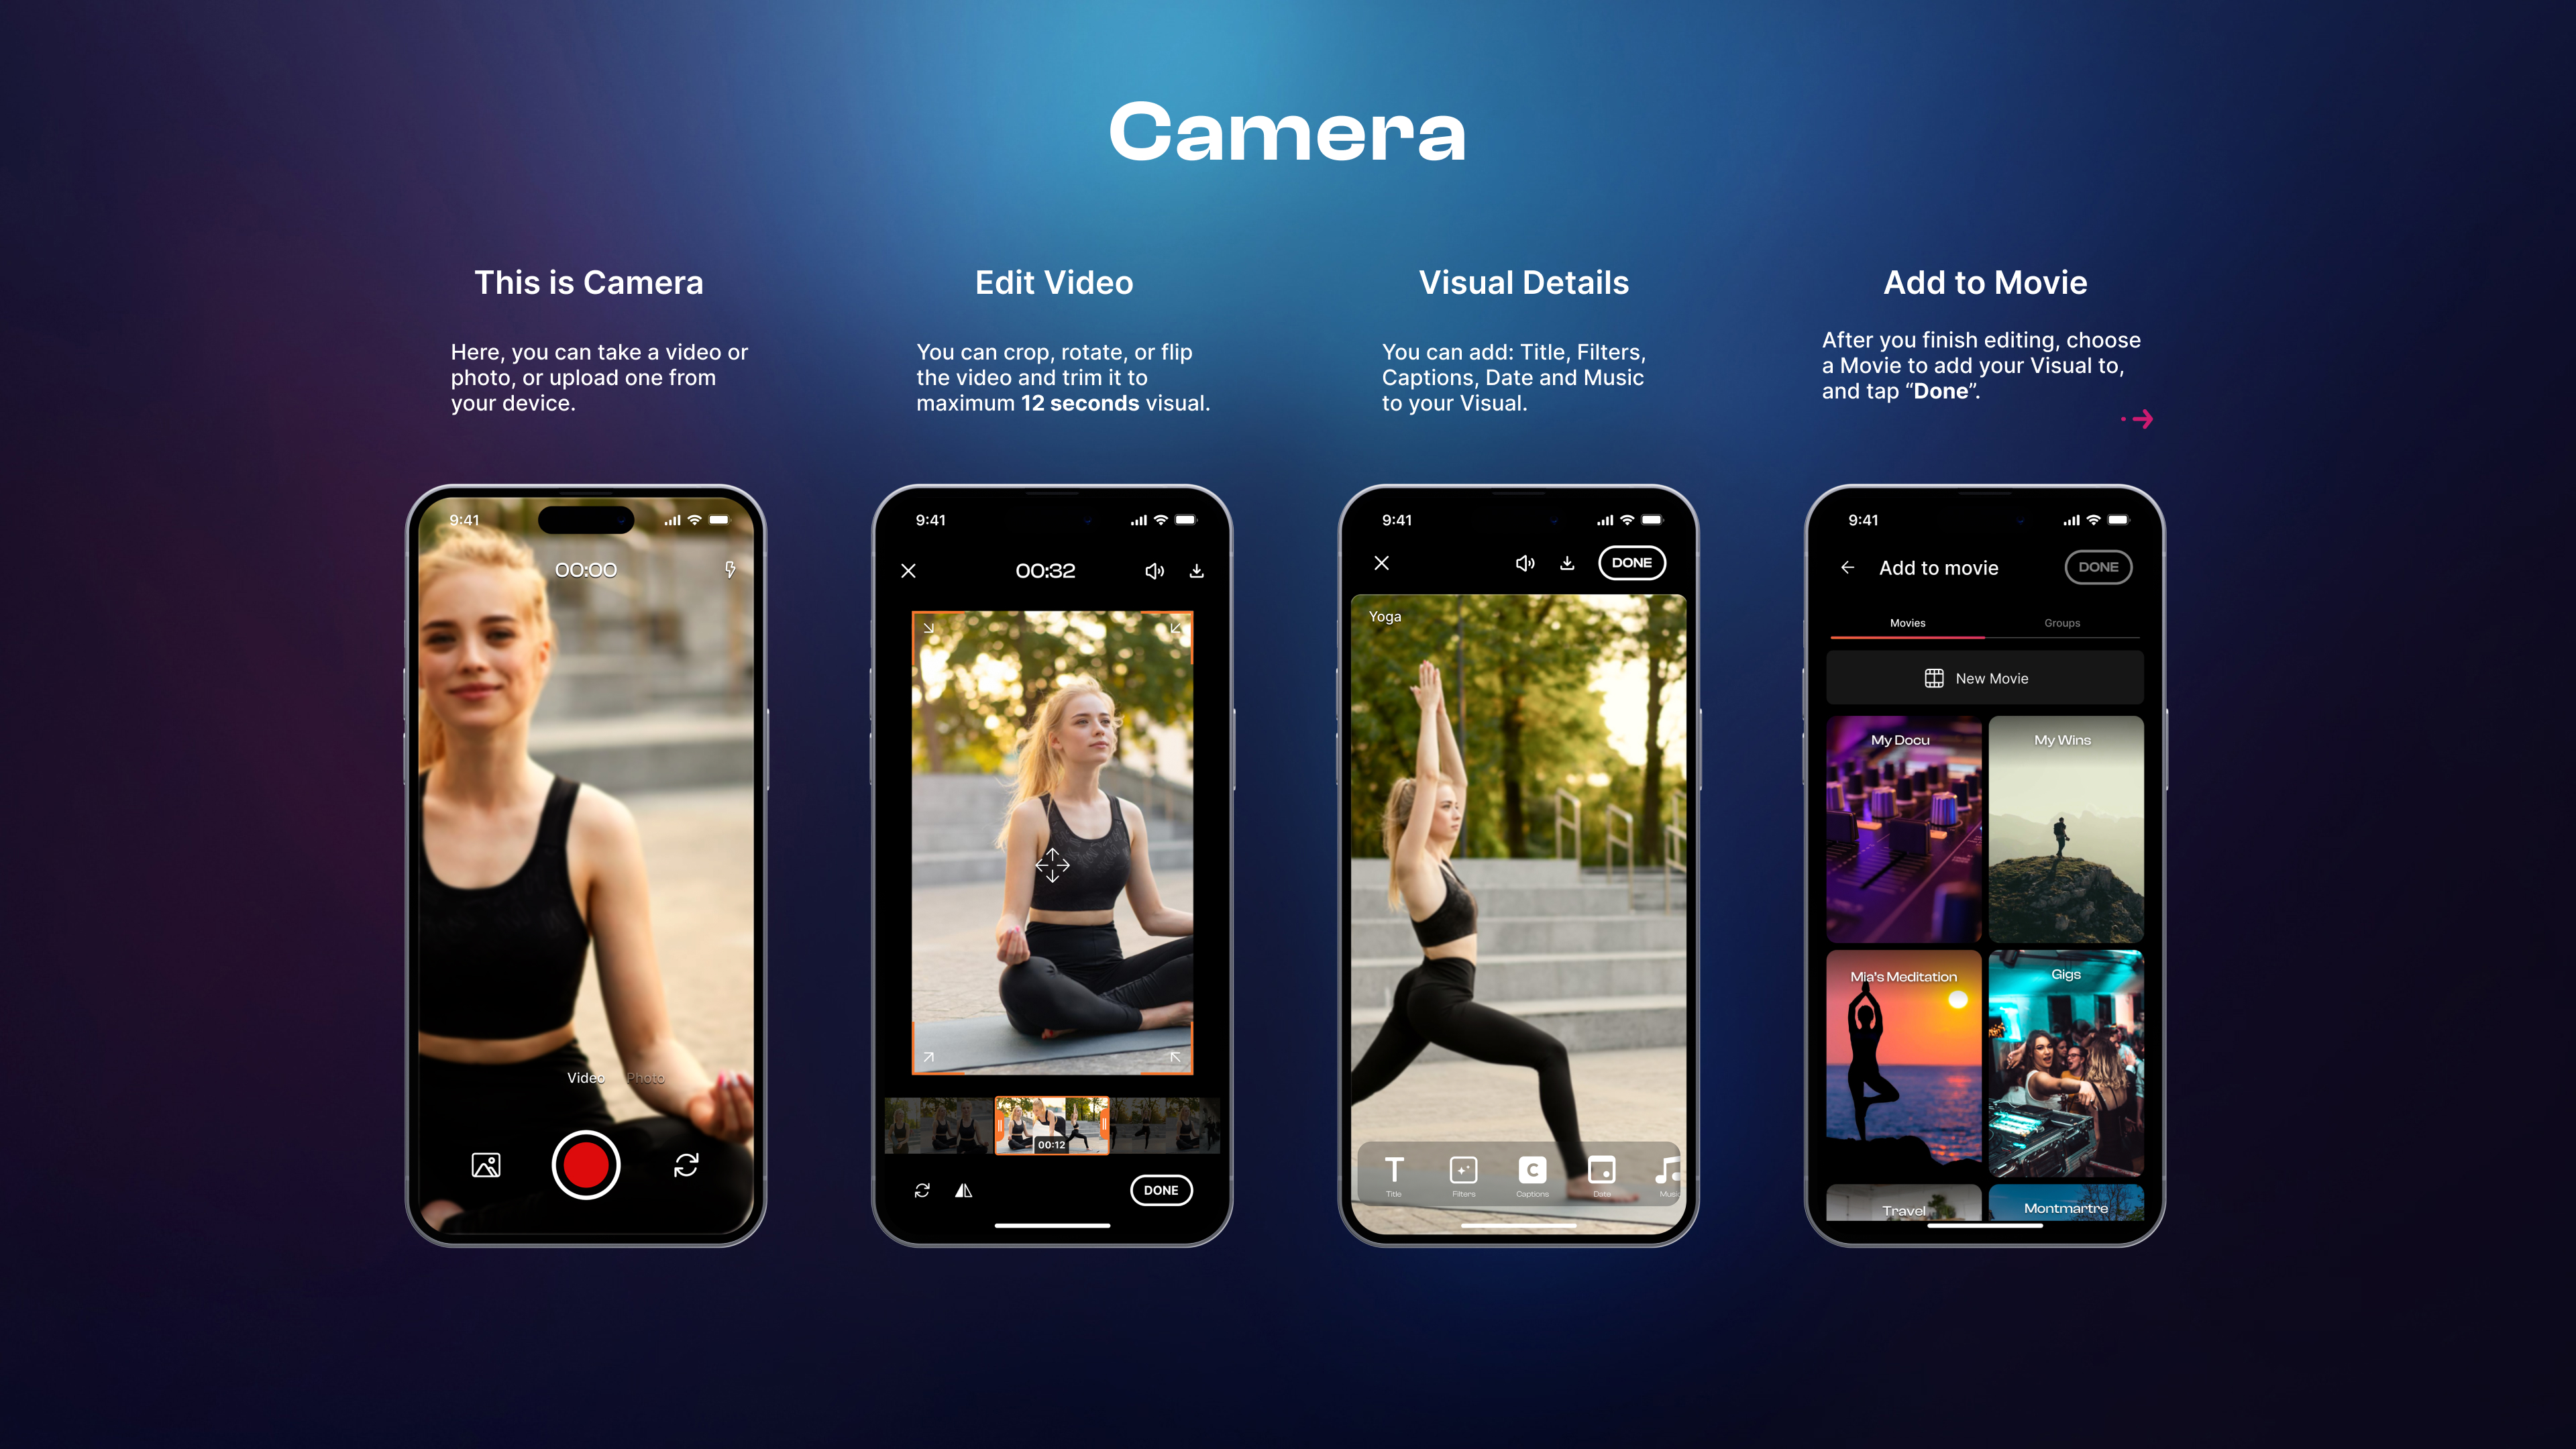 Camera
This is Camera
Here, you can take a video or
photo, or upload one from
your device.
Edit Video
You can crop, rotate, or flip
the video and trim it to
maximum 12 seconds visual.
Visual Details
You can add: Title, Filters,
Captions, Date and Music
to your Visual.
Add to Movie
After you finish editing, choose
a Movie to add your Visual to,
and tap “Done”.
9:41
00:00
Video Photo
9:41
00:32
00:12
DONE
9:41
DONE
Yoga
C
Title Filters Captions Date Music
9:41
Add to movie DONE
Movies Groups
New Movie
My Docu My Wins
Mia's Meditation Gigs
Travel Montmartre